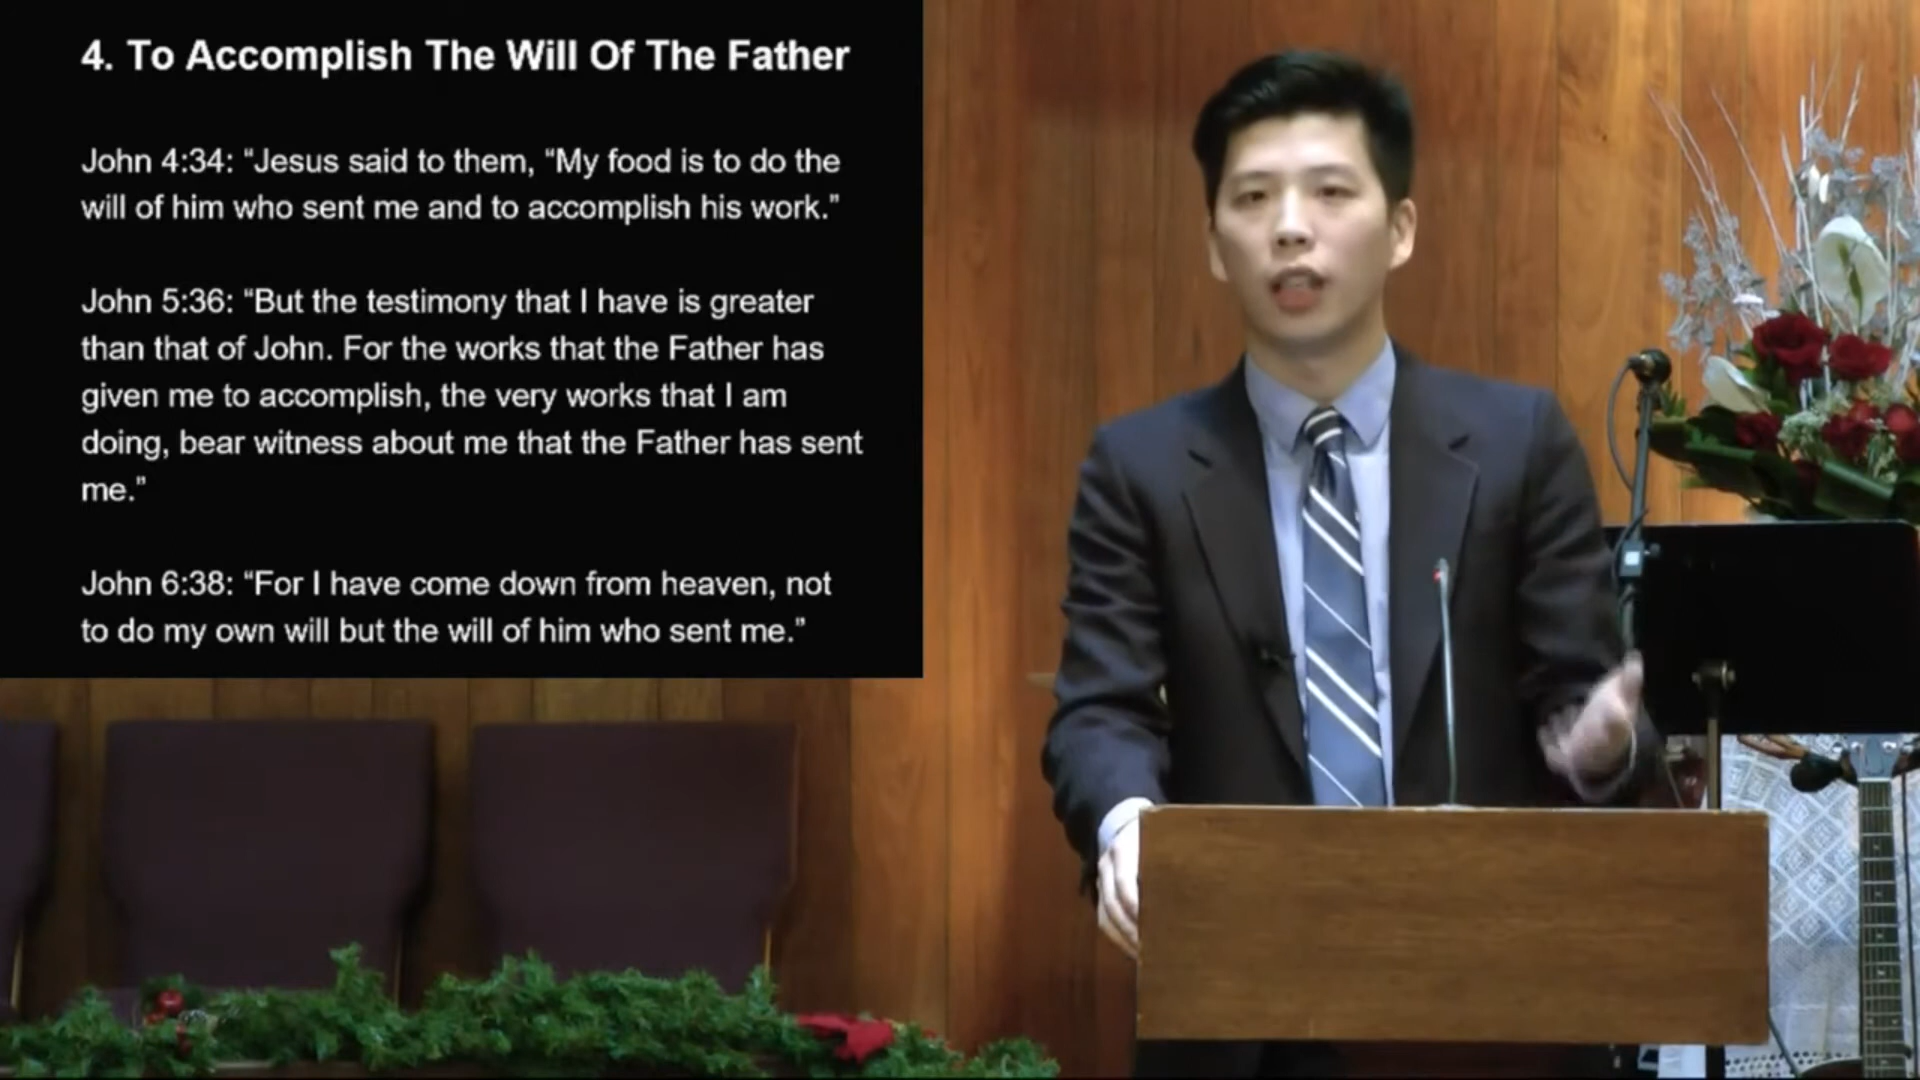 4. To Accomplish The Will Of The Father
John 4:34: “Jesus said to them, “My food is to do the
will of him who sent me and to accomplish his work.”
John 5:36: “But the testimony that I have is greater
than that of John. For the works that the Father has
given me to accomplish, the very works that I am
doing, bear witness about me that the Father has sent
me.”
John 6:38: “For I have come down from heaven, not
to do my own will but the will of him who sent me.”